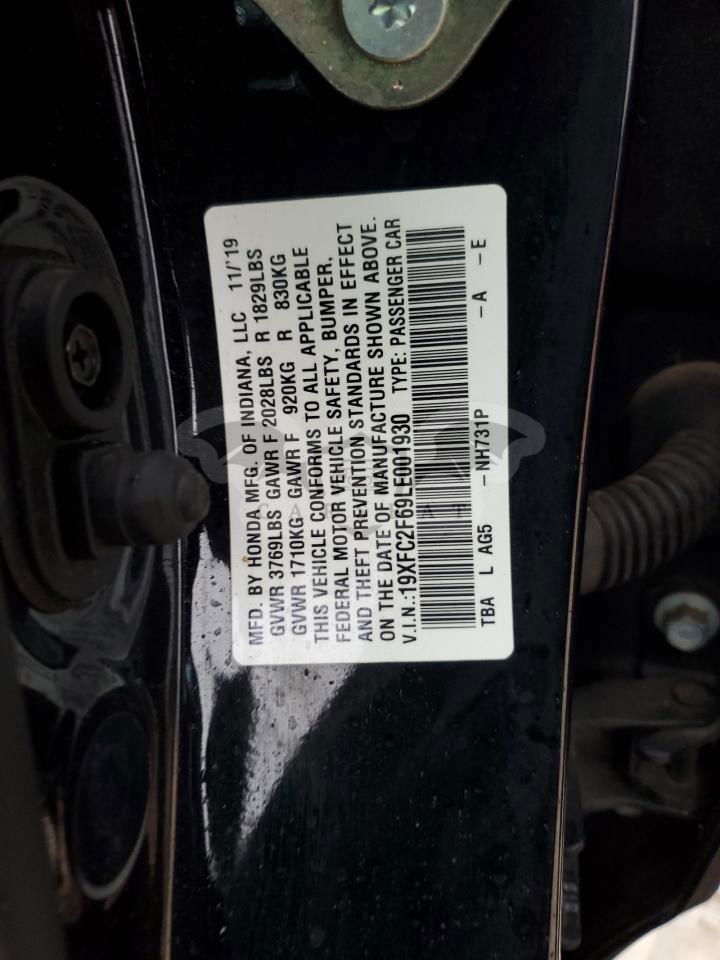 MFD. BY HONDA MFG. OF INDIANA, LLC 11/'19
GVWR 3769LBS GAWR F 2028LBS R 1829LBS
GVWR 1710KG GAWR F 920KG R 830KG
THIS VEHICLE CONFORMS TO ALL APPLICABLE
FEDERAL MOTOR VEHICLE SAFETY, BUMPER,
AND THEFT PREVENTION STANDARDS IN EFFECT
ON THE DATE OF MANUFACTURE SHOWN ABOVE.
V.I.N.:19XFC2F69LE001930 TYPE: PASSENGER CAR
TBA L AG5 -NH731P -A -E